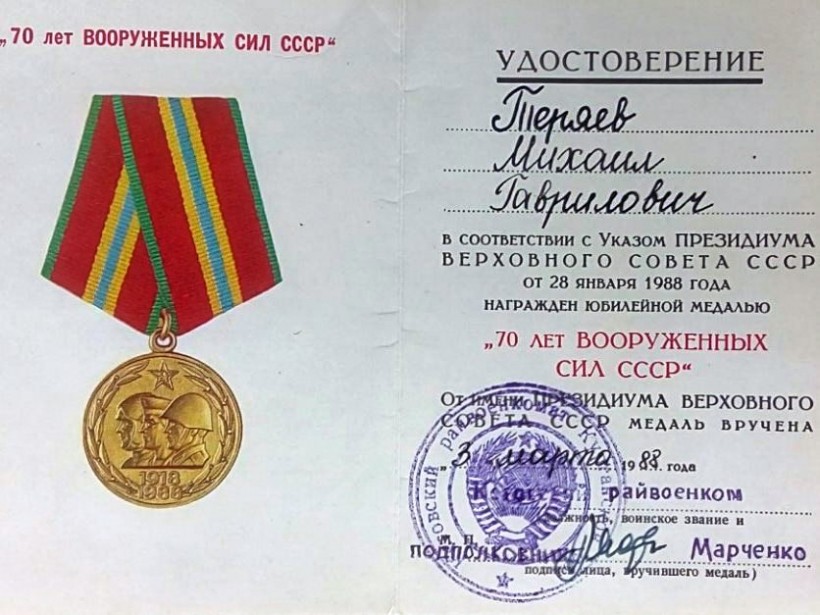 „70 лет ВООРУЖЕННЫХ СИЛ СССР“
1918
1988
УДОСТОВЕРЕНИЕ
Теряев
Михаил
Гаврилович
В СООТВЕТСТВИИ С УКАЗОМ ПРЕЗИДИУМА
ВЕРХОВНОГО СОВЕТА СССР
ОТ 28 ЯНВАРЯ 1988 ГОДА
НАГРАЖДЕН ЮБИЛЕЙНОЙ МЕДАЛЬЮ
„70 ЛЕТ ВООРУЖЕННЫХ
СИЛ СССР“
ОТ ИМЕНИ ПРЕЗИДИУМА ВЕРХОВНОГО
СОВЕТА СССР МЕДАЛЬ ВРУЧЕНА
„3 марта 1988 года
райвоенком
должность, воинское звание и
М. П.
ПОДПОЛКОВНИК Марченко
подпись лица, вручившего медаль)
райвоенкомат